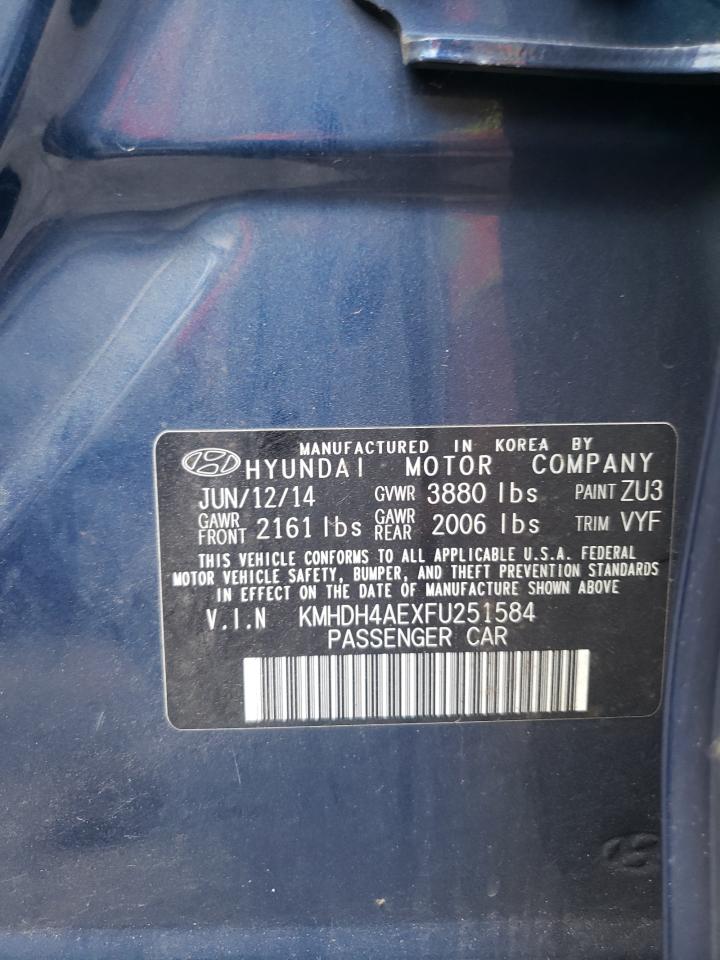 MANUFACTURED IN KOREA BY
HYUNDAI MOTOR COMPANY
JUN/12/14 GVWR 3880 lbs PAINT ZU3
GAWR FRONT 2161 lbs GAWR REAR 2006 lbs TRIM VYF
THIS VEHICLE CONFORMS TO ALL APPLICABLE U.S.A. FEDERAL
MOTOR VEHICLE SAFETY, BUMPER, AND THEFT PREVENTION STANDARDS
IN EFFECT ON THE DATE OF MANUFACTURE SHOWN ABOVE
V.I.N KMHDH4AEXFU251584
PASSENGER CAR